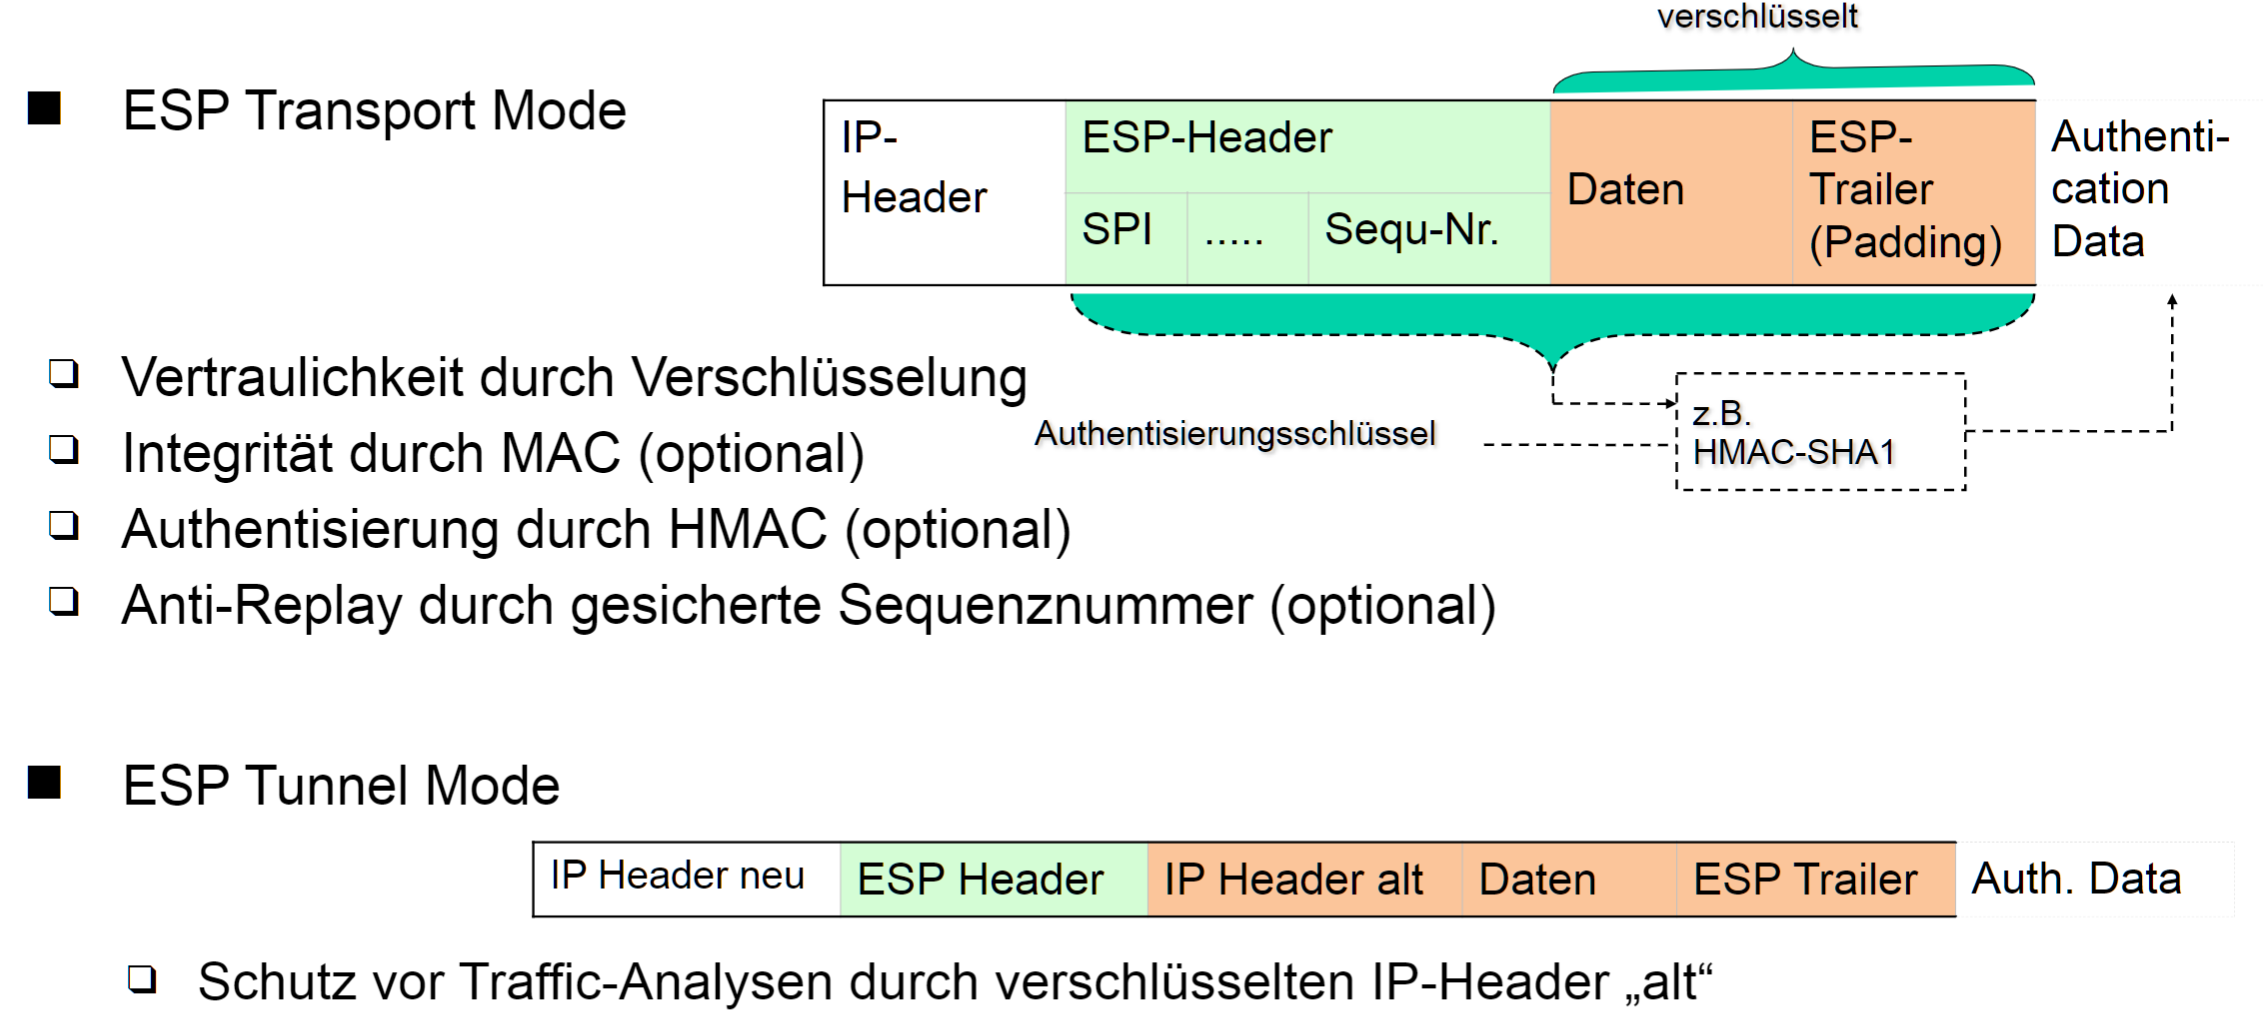 verschlüsselt
ESP Transport Mode
IP-
Header
ESP-Header
SPI
.....
Sequ-Nr.
Daten
ESP-
Trailer
(Padding)
Authenti-
cation
Data
Vertraulichkeit durch Verschlüsselung
Integrität durch MAC (optional)
Authentisierung durch HMAC (optional)
Anti-Replay durch gesicherte Sequenznummer (optional)
Authentisierungsschlüssel
z.B.
HMAC-SHA1
ESP Tunnel Mode
IP Header neu
ESP Header
IP Header alt
Daten
ESP Trailer
Auth. Data
Schutz vor Traffic-Analysen durch verschlüsselten IP-Header „alt“